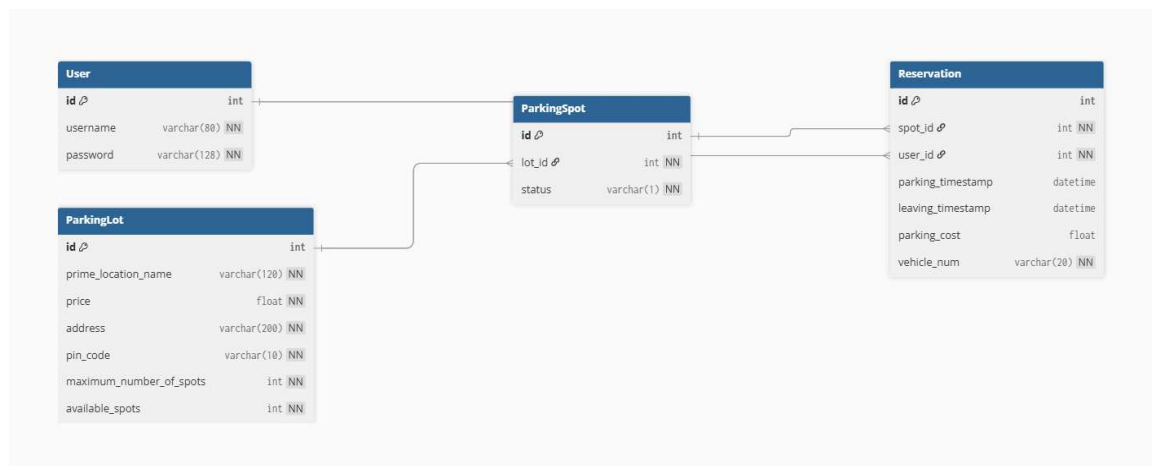 User
id int
username varchar(80) NN
password varchar(128) NN
ParkingLot
id int
prime_location_name varchar(120) NN
price float NN
address varchar(200) NN
pin_code varchar(10) NN
maximum_number_of_spots int NN
available_spots int NN
ParkingSpot
id int
lot_id int NN
status varchar(1) NN
Reservation
id int
spot_id int NN
user_id int NN
parking_timestamp datetime
leaving_timestamp datetime
parking_cost float
vehicle_num varchar(20) NN